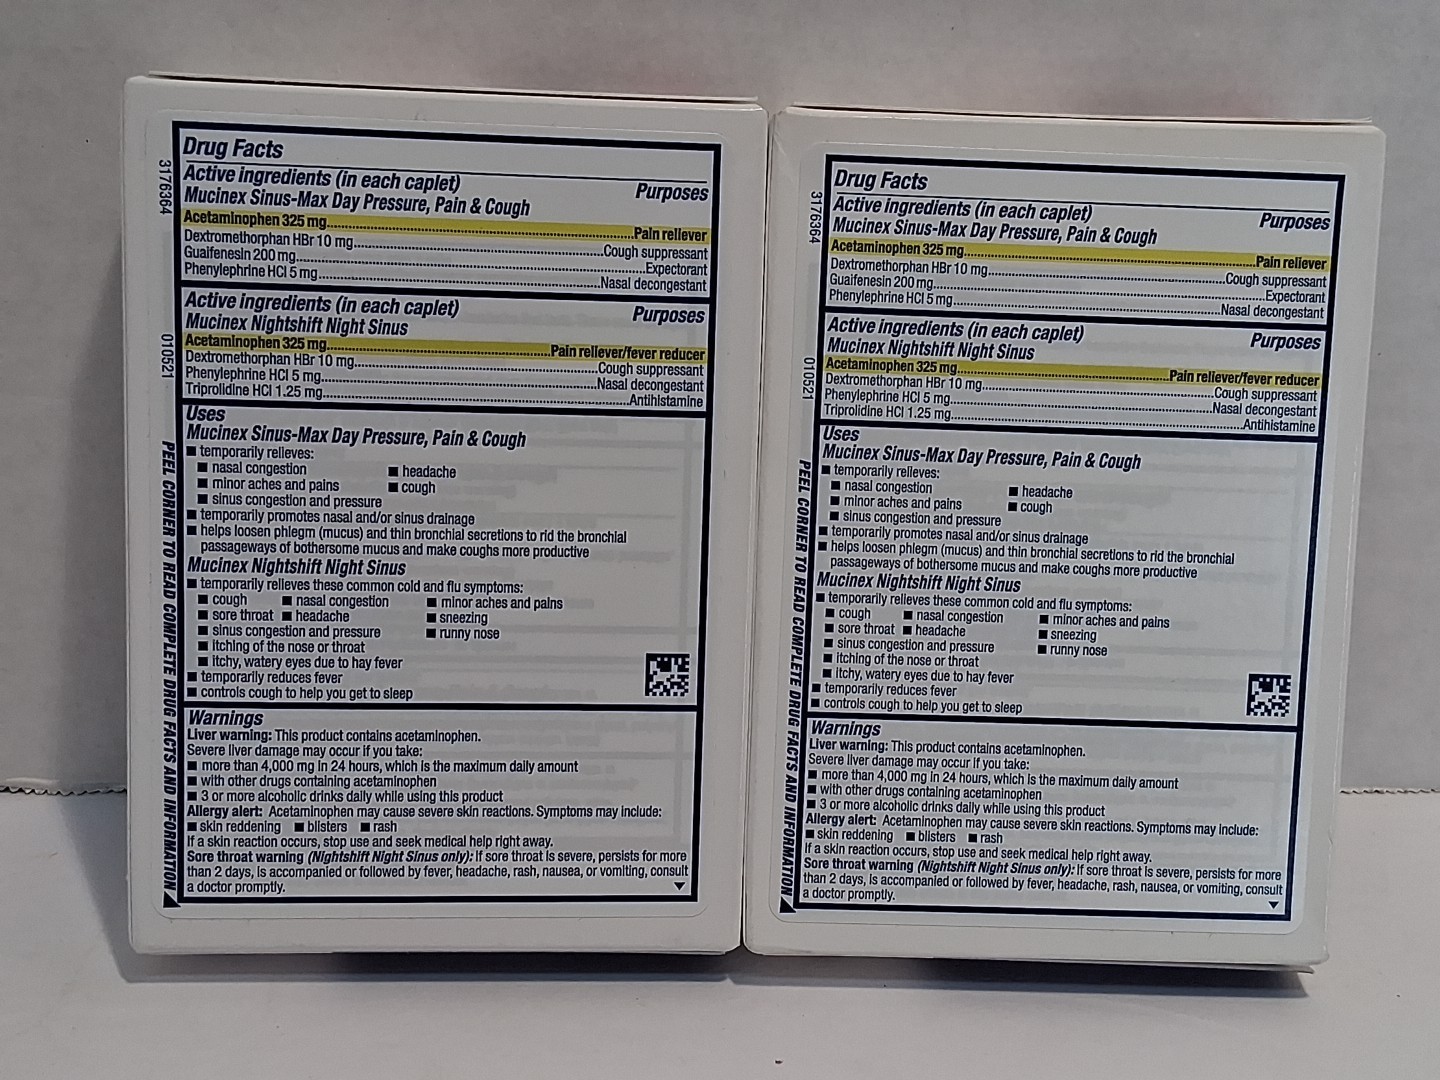 Drug Facts
Active ingredients (in each caplet)
Mucinex Sinus-Max Day Pressure, Pain & Cough Purposes
Acetaminophen 325 mg Pain reliever
Dextromethorphan HBr 10 mg Cough suppressant
Guaifenesin 200 mg Expectorant
Phenylephrine HCl 5 mg Nasal decongestant
Active ingredients (in each caplet)
Mucinex Nightshift Night Sinus Purposes
Acetaminophen 325 mg Pain reliever/fever reducer
Dextromethorphan HBr 10 mg Cough suppressant
Phenylephrine HCl 5 mg Nasal decongestant
Triprolidine HCl 1.25 mg Antihistamine
Uses
Mucinex Sinus-Max Day Pressure, Pain & Cough
■ temporarily relieves:
■ nasal congestion ■ headache
■ minor aches and pains ■ cough
■ sinus congestion and pressure
■ temporarily promotes nasal and/or sinus drainage
■ helps loosen phlegm (mucus) and thin bronchial secretions to rid the bronchial
passageways of bothersome mucus and make coughs more productive
Mucinex Nightshift Night Sinus
■ temporarily relieves these common cold and flu symptoms:
■ cough ■ nasal congestion ■ minor aches and pains
■ sore throat ■ headache ■ sneezing
■ sinus congestion and pressure ■ runny nose
■ itching of the nose or throat
■ itchy, watery eyes due to hay fever
■ temporarily reduces fever
■ controls cough to help you get to sleep
Warnings
Liver warning: This product contains acetaminophen.
Severe liver damage may occur if you take:
■ more than 4,000 mg in 24 hours, which is the maximum daily amount
■ with other drugs containing acetaminophen
■ 3 or more alcoholic drinks daily while using this product
Allergy alert: Acetaminophen may cause severe skin reactions. Symptoms may include:
■ skin reddening ■ blisters ■ rash
If a skin reaction occurs, stop use and seek medical help right away.
Sore throat warning (Nightshift Night Sinus only): If sore throat is severe, persists for more
than 2 days, is accompanied or followed by fever, headache, rash, nausea, or vomiting, consult
a doctor promptly.
3176364
010521
PEEL CORNER TO READ COMPLETE DRUG FACTS AND INFORMATION
Drug Facts
Active ingredients (in each caplet)
Mucinex Sinus-Max Day Pressure, Pain & Cough Purposes
Acetaminophen 325 mg Pain reliever
Dextromethorphan HBr 10 mg Cough suppressant
Guaifenesin 200 mg Expectorant
Phenylephrine HCl 5 mg Nasal decongestant
Active ingredients (in each caplet)
Mucinex Nightshift Night Sinus Purposes
Acetaminophen 325 mg Pain reliever/fever reducer
Dextromethorphan HBr 10 mg Cough suppressant
Phenylephrine HCl 5 mg Nasal decongestant
Triprolidine HCl 1.25 mg Antihistamine
Uses
Mucinex Sinus-Max Day Pressure, Pain & Cough
■ temporarily relieves:
■ nasal congestion ■ headache
■ minor aches and pains ■ cough
■ sinus congestion and pressure
■ temporarily promotes nasal and/or sinus drainage
■ helps loosen phlegm (mucus) and thin bronchial secretions to rid the bronchial
passageways of bothersome mucus and make coughs more productive
Mucinex Nightshift Night Sinus
■ temporarily relieves these common cold and flu symptoms:
■ cough ■ nasal congestion ■ minor aches and pains
■ sore throat ■ headache ■ sneezing
■ sinus congestion and pressure ■ runny nose
■ itching of the nose or throat
■ itchy, watery eyes due to hay fever
■ temporarily reduces fever
■ controls cough to help you get to sleep
Warnings
Liver warning: This product contains acetaminophen.
Severe liver damage may occur if you take:
■ more than 4,000 mg in 24 hours, which is the maximum daily amount
■ with other drugs containing acetaminophen
■ 3 or more alcoholic drinks daily while using this product
Allergy alert: Acetaminophen may cause severe skin reactions. Symptoms may include:
■ skin reddening ■ blisters ■ rash
If a skin reaction occurs, stop use and seek medical help right away.
Sore throat warning (Nightshift Night Sinus only): If sore throat is severe, persists for more
than 2 days, is accompanied or followed by fever, headache, rash, nausea, or vomiting, consult
a doctor promptly.
3176364
010521
PEEL CORNER TO READ COMPLETE DRUG FACTS AND INFORMATION